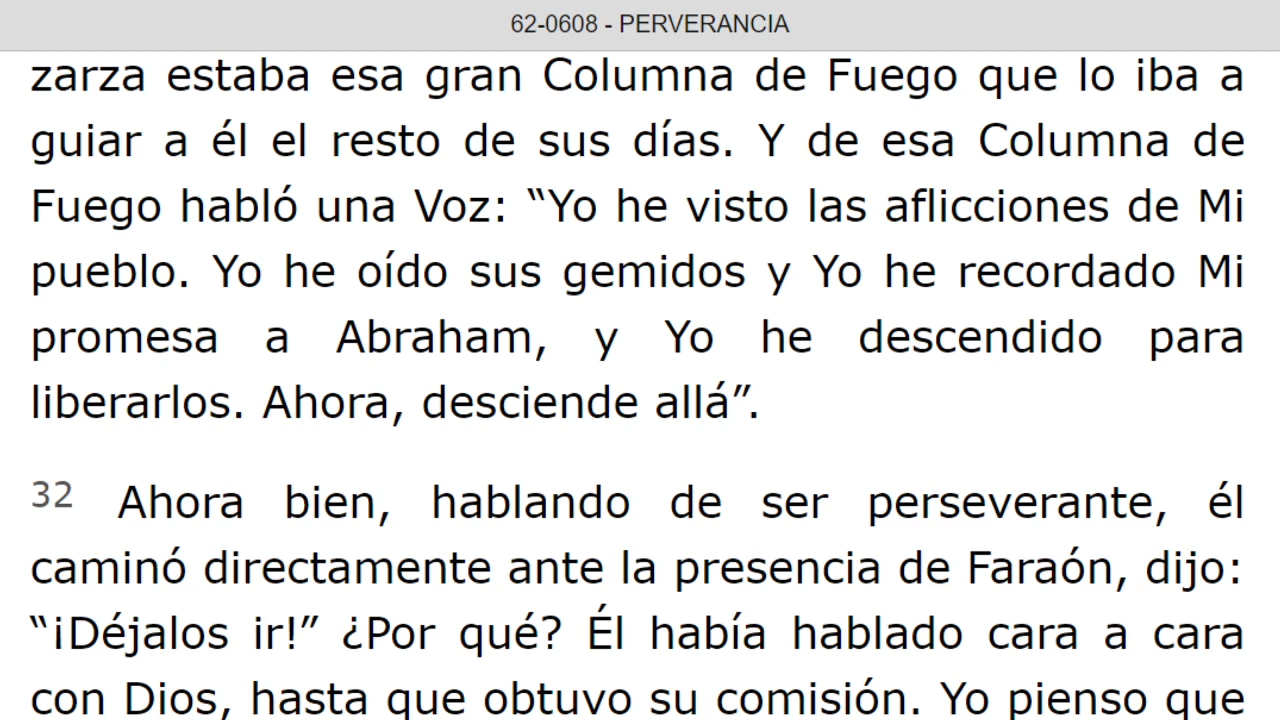 62-0608 - PERVERANCIA
zarza estaba esa gran Columna de Fuego que lo iba a
guiar a él el resto de sus días. Y de esa Columna de
Fuego habló una Voz: “Yo he visto las aflicciones de Mi
pueblo. Yo he oído sus gemidos y Yo he recordado Mi
promesa a Abraham, y Yo he descendido para
liberarlos. Ahora, desciende allá”.
32 Ahora bien, hablando de ser perseverante, él
caminó directamente ante la presencia de Faraón, dijo:
“¡Déjalos ir!” ¿Por qué? Él había hablado cara a cara
con Dios, hasta que obtuvo su comisión. Yo pienso que